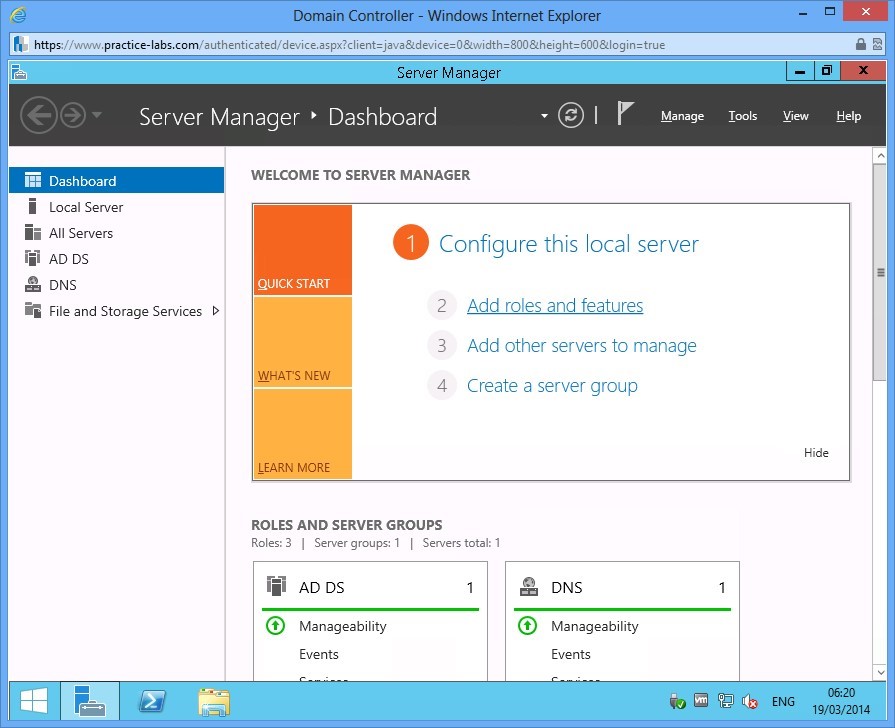 Domain Controller - Windows Internet Explorer
https://www.practice-labs.com/authenticated/device.aspx?client=java&device=0&width=800&height=600&login=true
Server Manager
Server Manager Dashboard
Manage
Tools
View
Help
Dashboard
Local Server
All Servers
AD DS
DNS
File and Storage Services
WELCOME TO SERVER MANAGER
QUICK START
WHAT'S NEW
LEARN MORE
1 Configure this local server
2 Add roles and features
3 Add other servers to manage
4 Create a server group
Hide
ROLES AND SERVER GROUPS
Roles: 3 | Server groups: 1 | Servers total: 1
AD DS 1
Manageability
Events
Services
DNS 1
Manageability
Events
Services
vm
ENG
06:20
19/03/2014